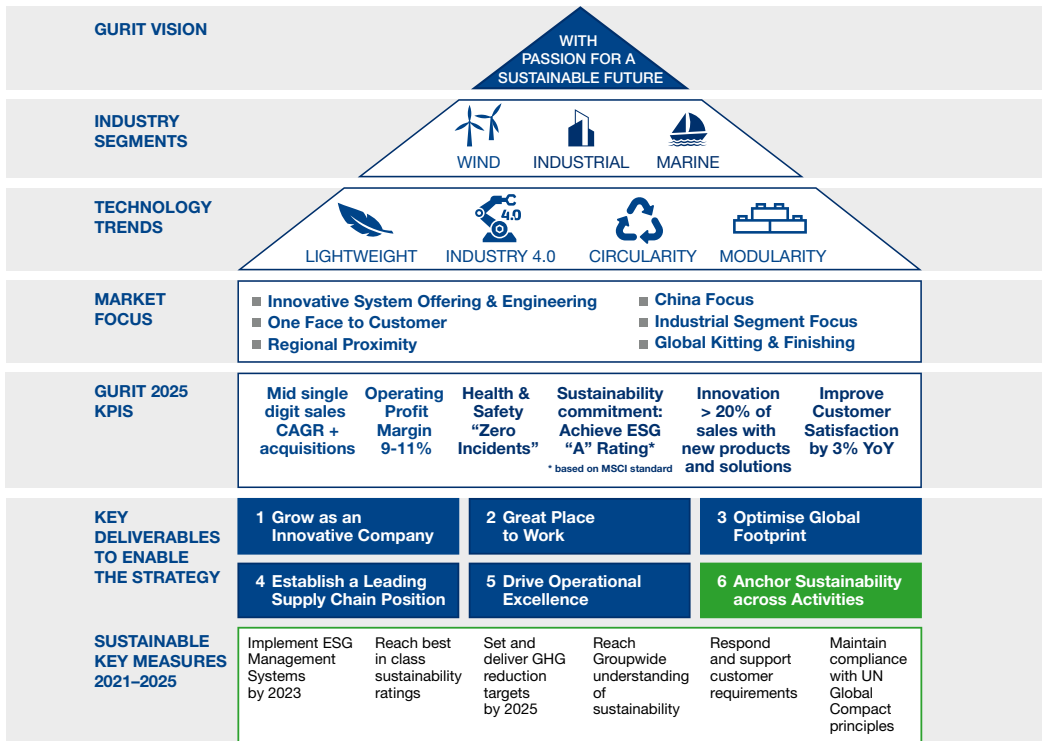 GURIT VISION
WITH
PASSION FOR A
SUSTAINABLE FUTURE
INDUSTRY
SEGMENTS
WIND
INDUSTRIAL
MARINE
TECHNOLOGY
TRENDS
4.0
LIGHTWEIGHT
INDUSTRY 4.0
CIRCULARITY
MODULARITY
MARKET
FOCUS
Innovative System Offering & Engineering
One Face to Customer
Regional Proximity
China Focus
Industrial Segment Focus
Global Kitting & Finishing
GURIT 2025
KPIS
Mid single
digit sales
CAGR +
acquisitions
Operating
Profit
Margin
9-11%
Health &
Safety
“Zero
Incidents”
Sustainability
commitment:
Achieve ESG
“A” Rating*
* based on MSCI standard
Innovation
> 20% of
sales with
new products
and solutions
Improve
Customer
Satisfaction
by 3% YoY
KEY
DELIVERABLES
TO ENABLE
THE STRATEGY
1 Grow as an
Innovative Company
2 Great Place
to Work
3 Optimise Global
Footprint
4 Establish a Leading
Supply Chain Position
5 Drive Operational
Excellence
6 Anchor Sustainability
across Activities
SUSTAINABLE
KEY MEASURES
2021–2025
Implement ESG
Management
Systems
by 2023
Reach best
in class
sustainability
ratings
Set and
deliver GHG
reduction
targets
by 2025
Reach
Groupwide
understanding
of
sustainability
Respond
and support
customer
requirements
Maintain
compliance
with UN
Global
Compact
principles